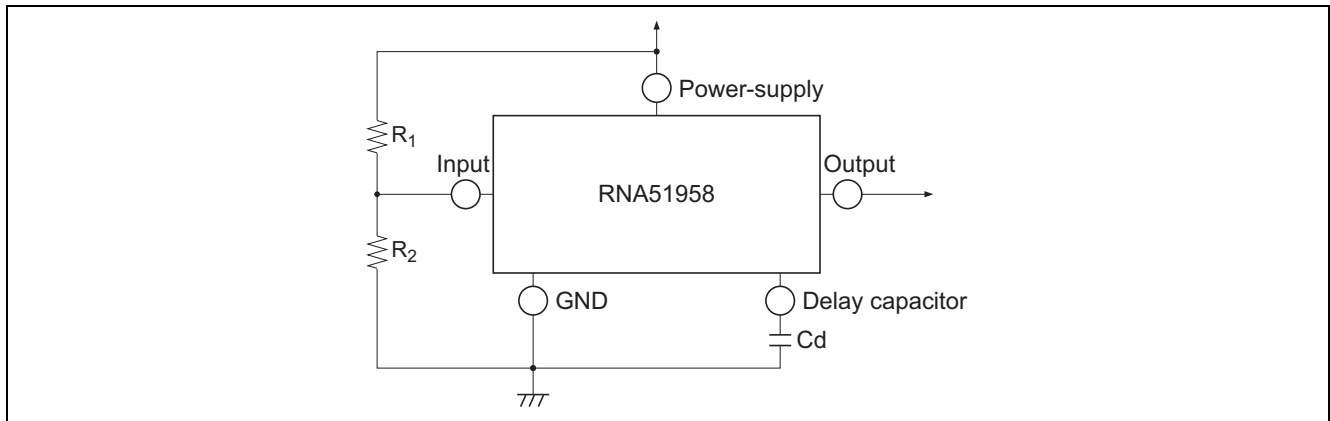 Power-supply
R₁
Input
Output
RNA51958
R₂
GND
Delay capacitor
Cd